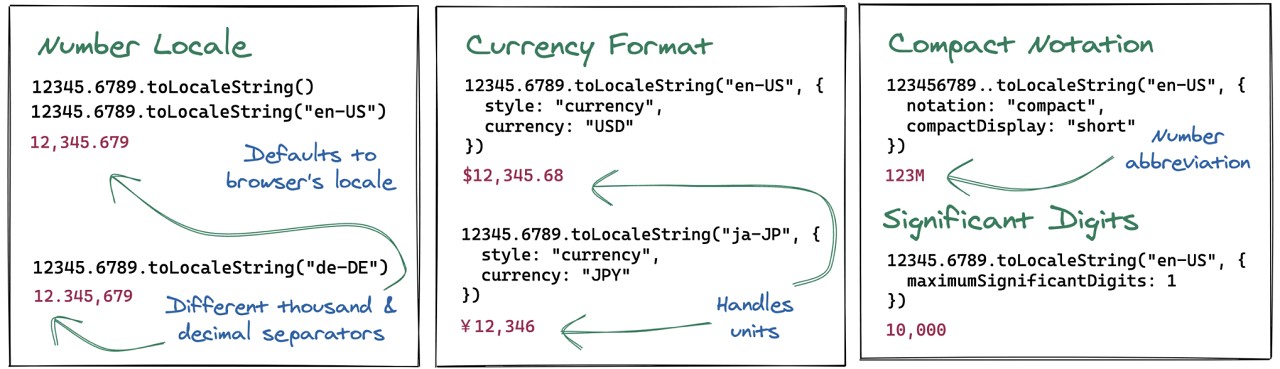 Number Locale
12345.6789.toLocaleString()
12345.6789.toLocaleString("en-US")
12,345.679
Defaults to
browser's locale
12345.6789.toLocaleString("de-DE")
12.345,679
Different thousand &
decimal separators
Currency Format
12345.6789.toLocaleString("en-US", {
  style: "currency",
  currency: "USD"
})
$12,345.68
12345.6789.toLocaleString("ja-JP", {
  style: "currency",
  currency: "JPY"
})
¥12,346
Handles
units
Compact Notation
123456789..toLocaleString("en-US", {
  notation: "compact",
  compactDisplay: "short"
})
123M
Number
abbreviation
Significant Digits
12345.6789.toLocaleString("en-US", {
  maximumSignificantDigits: 1
})
10,000